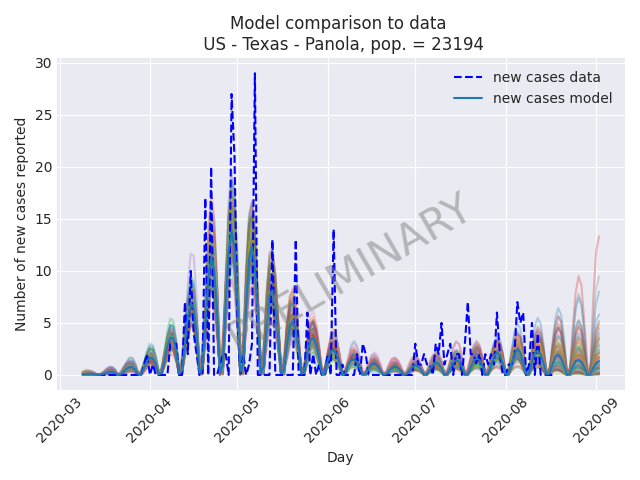 Model comparison to data
US - Texas - Panola, pop. = 23194
new cases data
new cases model
PRELIMINARY
Number of new cases reported
30
25
20
15
10
5
0
2020-03
2020-04
2020-05
2020-06
2020-07
2020-08
2020-09
Day